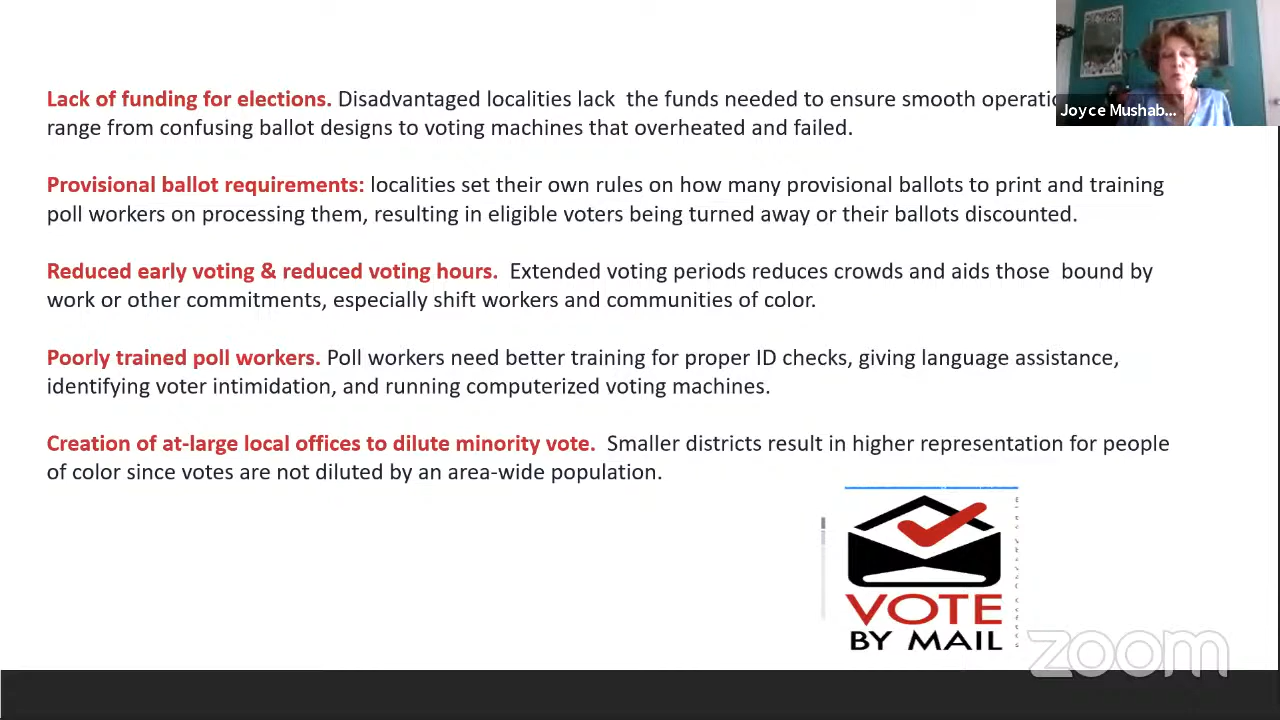 Lack of funding for elections. Disadvantaged localities lack the funds needed to ensure smooth
range from confusing ballot designs to voting machines that overheated and failed.
Provisional ballot requirements: localities set their own rules on how many provisional ballots to print and training
poll workers on processing them, resulting in eligible voters being turned away or their ballots discounted.
Reduced early voting & reduced voting hours. Extended voting periods reduces crowds and aids those bound by
work or other commitments, especially shift workers and communities of color.
Poorly trained poll workers. Poll workers need better training for proper ID checks, giving language assistance,
identifying voter intimidation, and running computerized voting machines.
Creation of at-large local offices to dilute minority vote. Smaller districts result in higher representation for people
of color since votes are not diluted by an area-wide population.
Joyce Mushab...
VOTE
BY MAIL
zoom